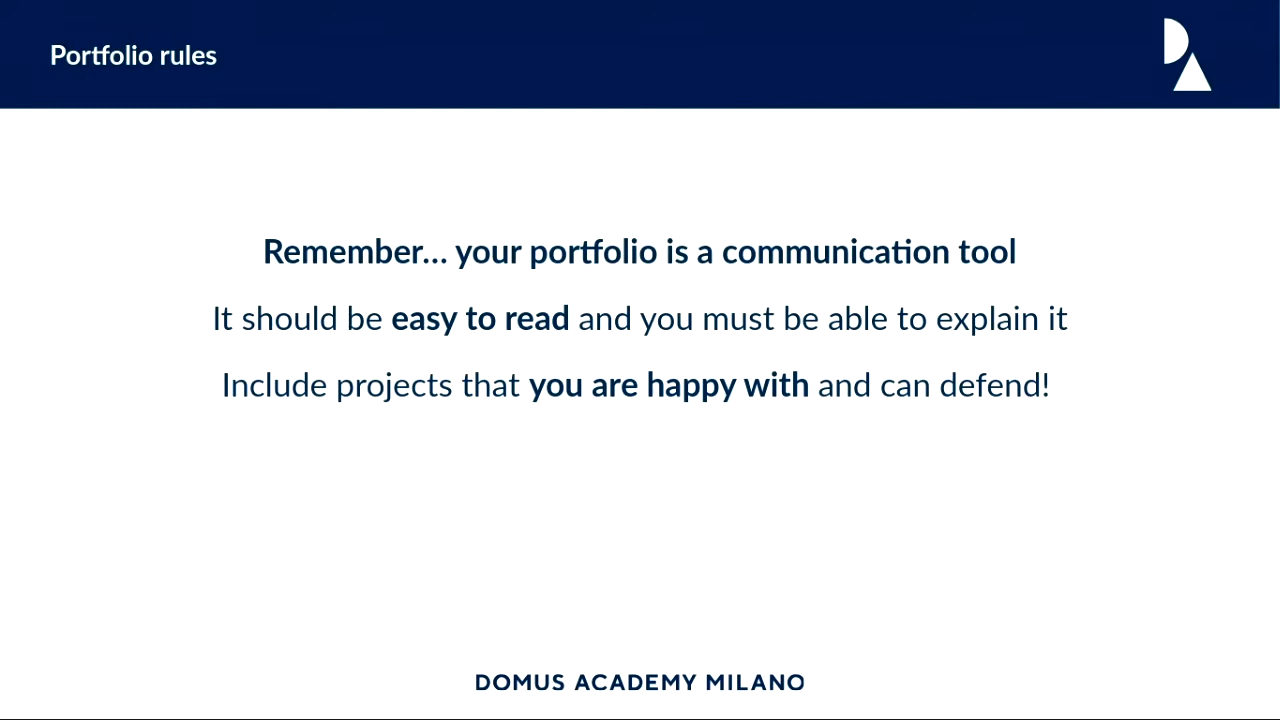 Portfolio rules
Remember... your portfolio is a communication tool
It should be easy to read and you must be able to explain it
Include projects that you are happy with and can defend!
DOMUS ACADEMY MILANO